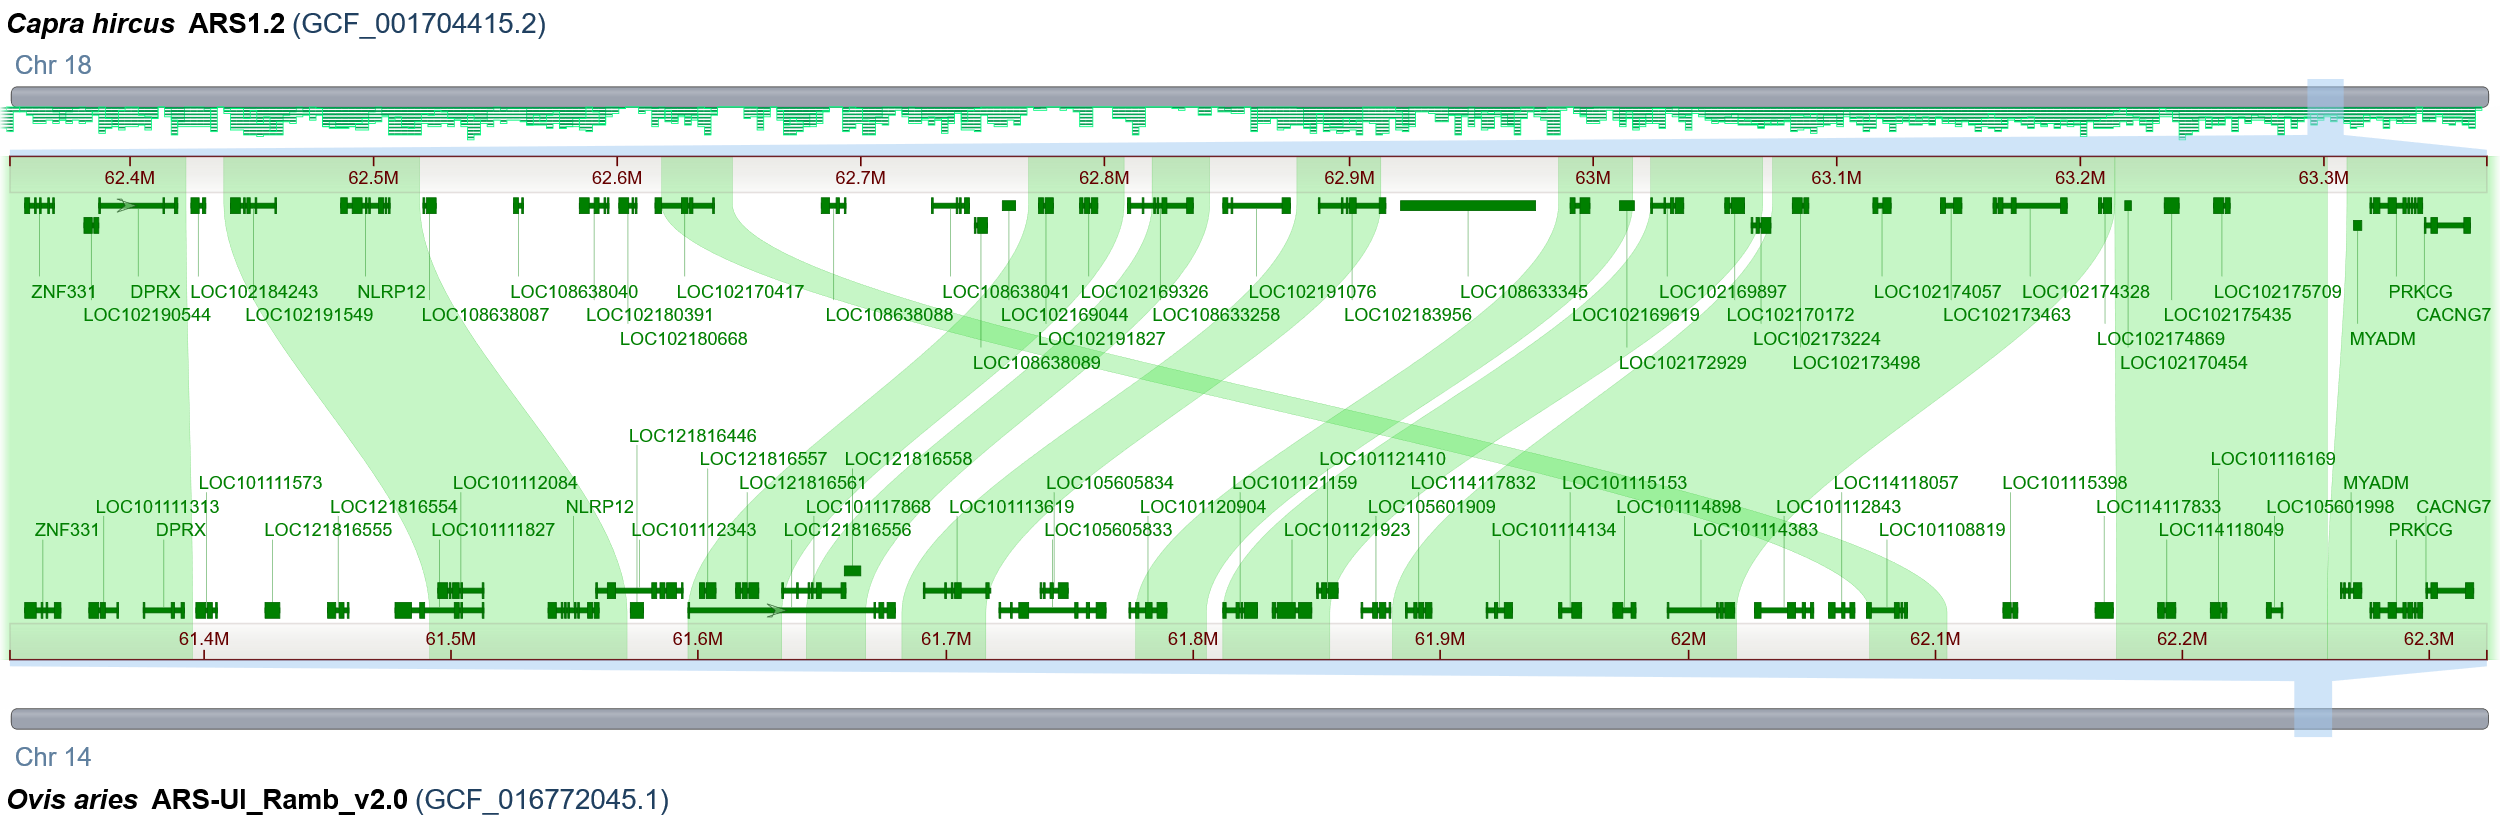 Capra hircus ARS1.2 (GCF_001704415.2)
Chr 18
62.4M 62.5M 62.6M 62.7M 62.8M 62.9M 63M 63.1M 63.2M 63.3M
ZNF331 DPRX LOC102184243 NLRP12 LOC108638040 LOC102170417 LOC108638041 LOC102169326 LOC102191076 LOC108633345 LOC102169897 LOC102174057 LOC102174328 LOC102175709 PRKCG
LOC102190544 LOC102191549 LOC108638087 LOC102180391 LOC108638088 LOC102169044 LOC108633258 LOC102183956 LOC102169619 LOC102170172 LOC102173463 LOC102175435 CACNG7
LOC102180668 LOC102191827 LOC102173224 LOC102174869 MYADM
LOC108638089 LOC102172929 LOC102173498 LOC102170454
LOC121816446
LOC121816557 LOC121816558 LOC101121410 LOC101116169
LOC101111573 LOC101112084 LOC121816561 LOC105605834 LOC101121159 LOC114117832 LOC101115153 LOC114118057 LOC101115398 MYADM
LOC101111313 LOC121816554 NLRP12 LOC101117868 LOC101113619 LOC101120904 LOC105601909 LOC101114898 LOC101112843 LOC114117833 LOC105601998 CACNG7
ZNF331 DPRX LOC121816555 LOC101111827 LOC101112343 LOC121816556 LOC105605833 LOC101121923 LOC101114134 LOC101114383 LOC101108819 LOC114118049 PRKCG
61.4M 61.5M 61.6M 61.7M 61.8M 61.9M 62M 62.1M 62.2M 62.3M
Chr 14
Ovis aries ARS-UI_Ramb_v2.0 (GCF_016772045.1)